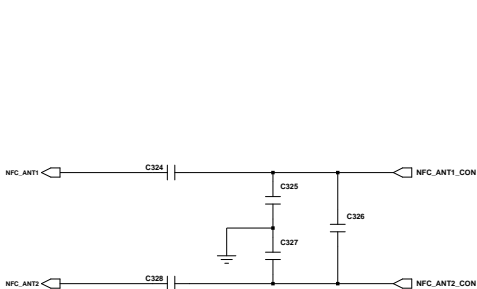 C324
NFC_ANT1
NFC_ANT1_CON
C325
C326
C327
C328
NFC_ANT2
NFC_ANT2_CON